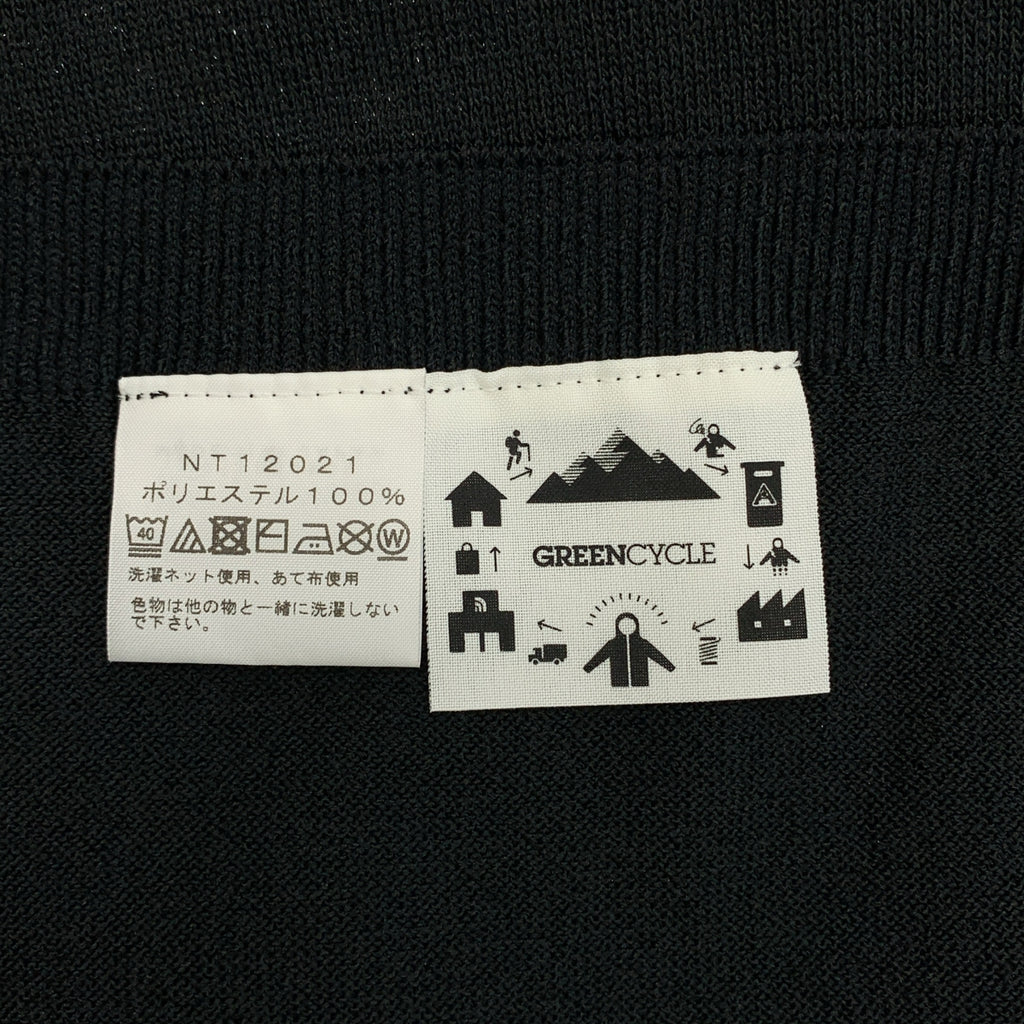 NT12021
ポリエステル100%
40 W
洗濯ネット使用、あて布使用
色物は他の物と一緒に洗濯しない
で下さい。
GREENCYCLE